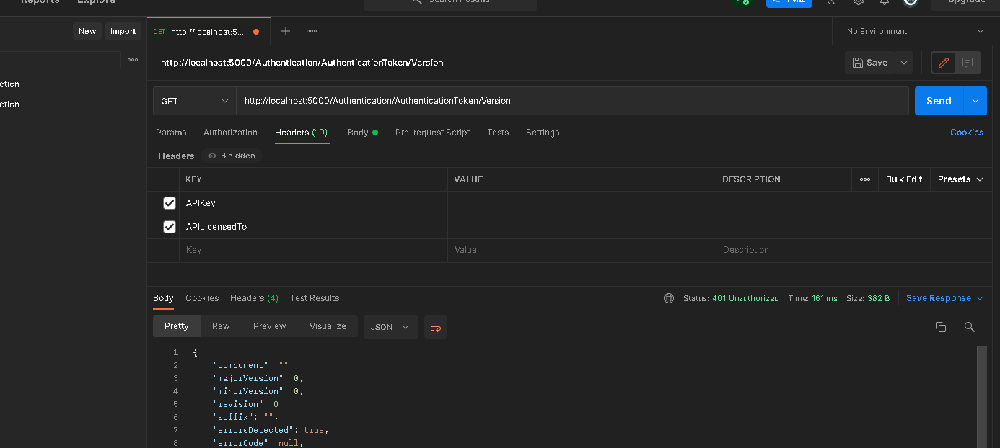 Reports Explore Search Postman Invite Upgrade
New Import GET http://localhost:5... No Environment
http://localhost:5000/Authentication/AuthenticationToken/Version Save
ction
GET http://localhost:5000/Authentication/AuthenticationToken/Version Send
ction
Params Authorization Headers (10) Body Pre-request Script Tests Settings Cookies
Headers 8 hidden
KEY VALUE DESCRIPTION Bulk Edit Presets
APIKey
APILicensedTo
Key Value Description
Body Cookies Headers (4) Test Results Status: 401 Unauthorized Time: 161 ms Size: 382 B Save Response
Pretty Raw Preview Visualize JSON
1 {
2 "component": "",
3 "majorVersion": 0,
4 "minorVersion": 0,
5 "revision": 0,
6 "suffix": "",
7 "errorsDetected": true,
8 "errorCode": null,